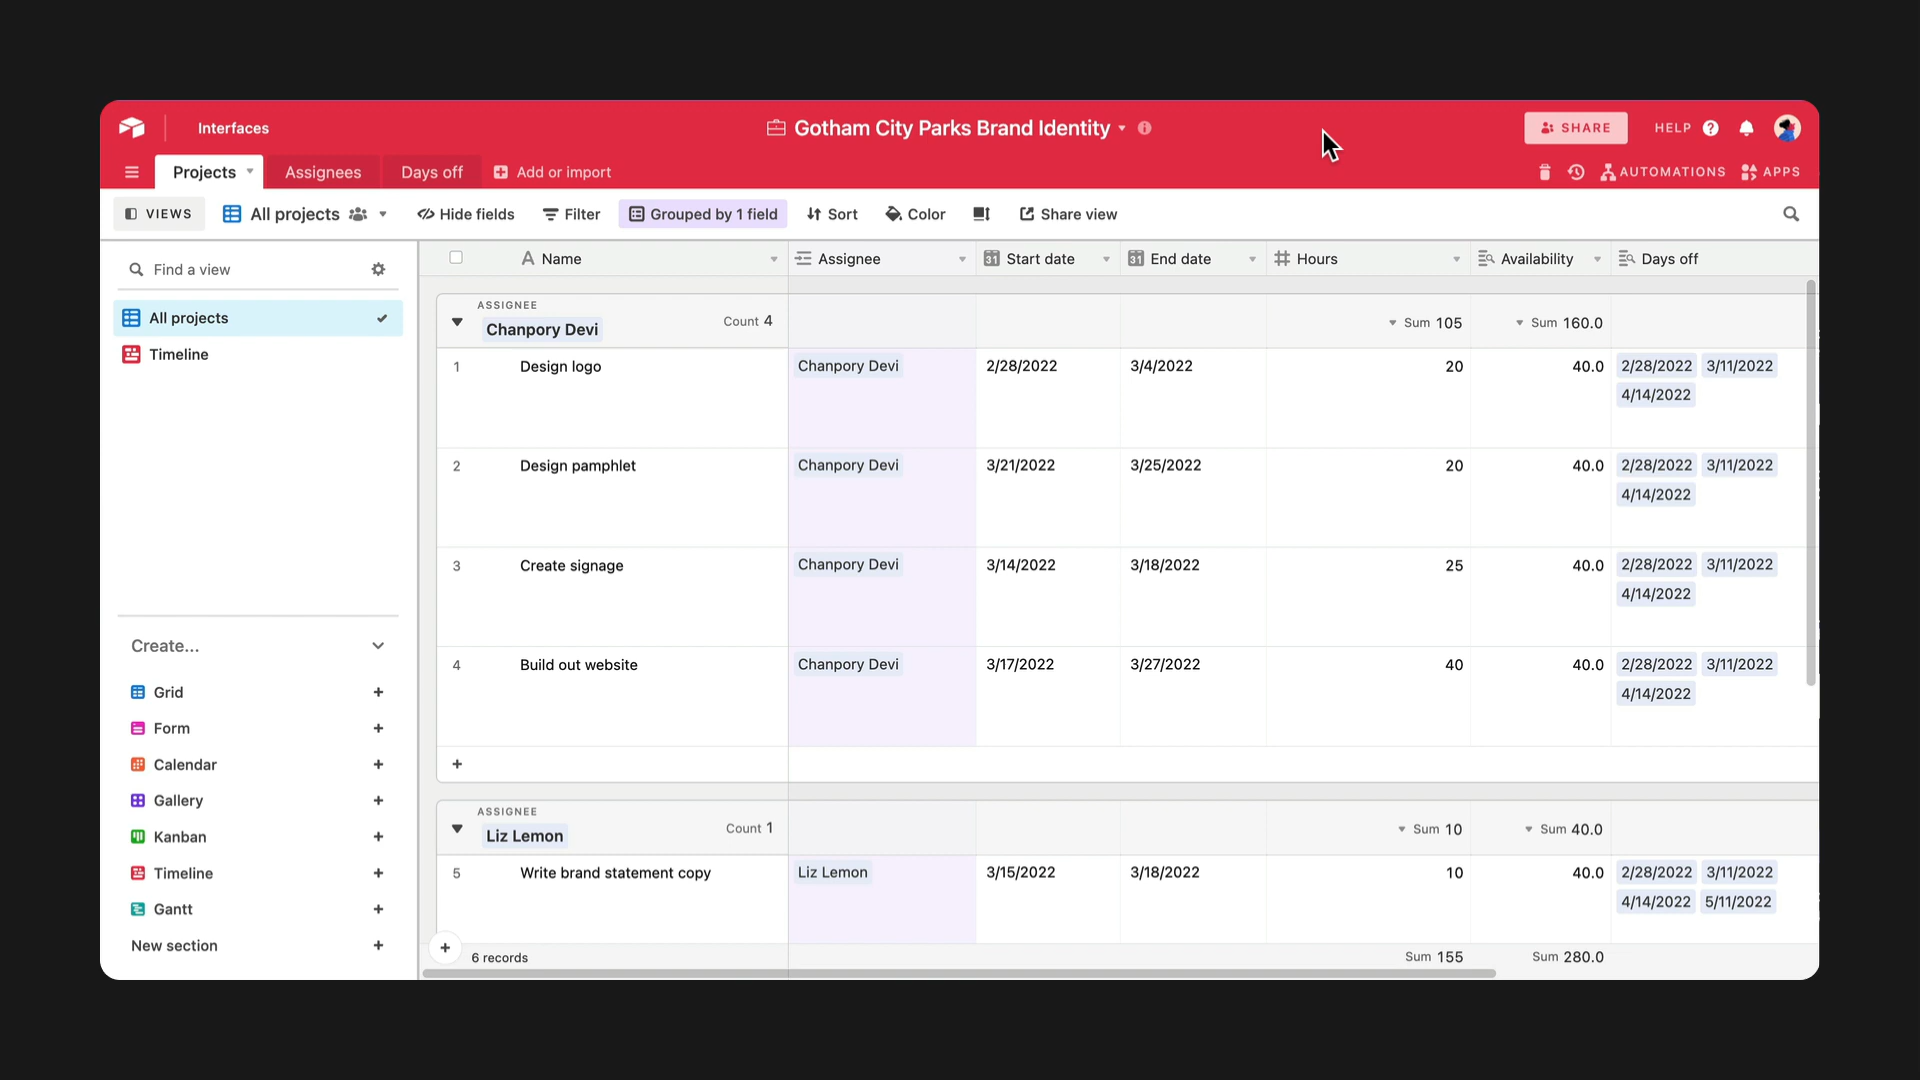 Interfaces
Gotham City Parks Brand Identity
SHARE
HELP
Projects
Assignees
Days off
Add or import
AUTOMATIONS
APPS
VIEWS
All projects
Hide fields
Filter
Grouped by 1 field
Sort
Color
Share view
Find a view
All projects
Timeline
Create...
Grid
Form
Calendar
Gallery
Kanban
Timeline
Gantt
New section
Name Assignee Start date End date Hours Availability Days off
ASSIGNEE
Chanpory Devi Count 4 Sum 105 Sum 160.0
1 Design logo Chanpory Devi 2/28/2022 3/4/2022 20 40.0 2/28/2022 3/11/2022
4/14/2022
2 Design pamphlet Chanpory Devi 3/21/2022 3/25/2022 20 40.0 2/28/2022 3/11/2022
4/14/2022
3 Create signage Chanpory Devi 3/14/2022 3/18/2022 25 40.0 2/28/2022 3/11/2022
4/14/2022
4 Build out website Chanpory Devi 3/17/2022 3/27/2022 40 40.0 2/28/2022 3/11/2022
4/14/2022
ASSIGNEE
Liz Lemon Count 1 Sum 10 Sum 40.0
5 Write brand statement copy Liz Lemon 3/15/2022 3/18/2022 10 40.0 2/28/2022 3/11/2022
4/14/2022 5/11/2022
6 records Sum 155 Sum 280.0